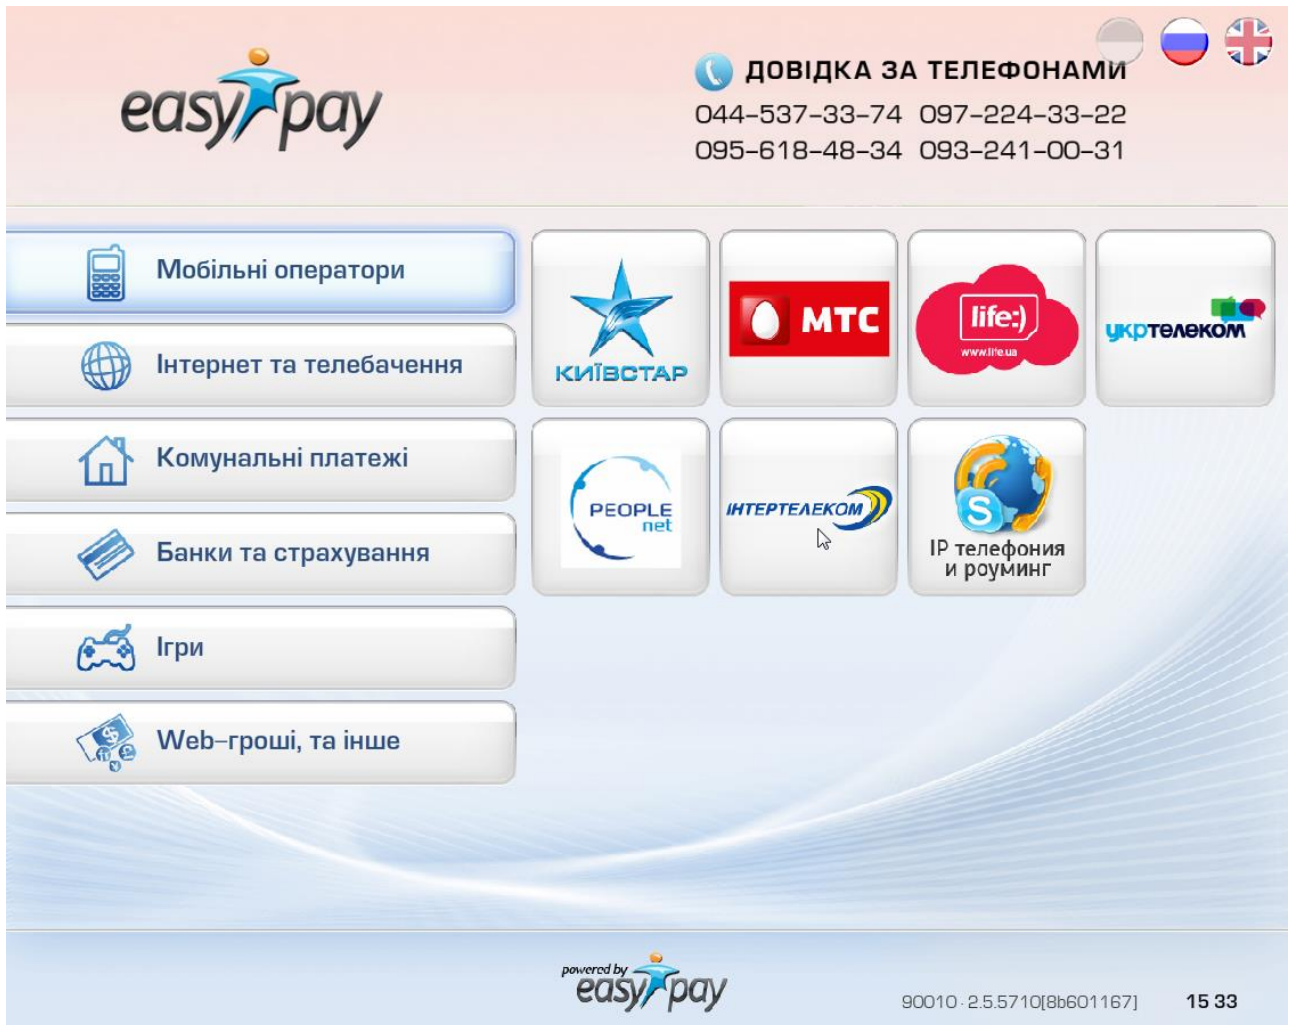 easypay
ДОВІДКА ЗА ТЕЛЕФОНАМИ
044-537-33-74 097-224-33-22
095-618-48-34 093-241-00-31
Мобільні оператори
Інтернет та телебачення
Комунальні платежі
Банки та страхування
Ігри
Web-гроші, та інше
КИЇВСТАР
МТС
life:)
www.life.ua
укртелеком
PEOPLE
net
ІНТЕРТЕЛЕКОМ
S
IP телефония
и роуминг
powered by
easypay
90010 · 2.5.5710[8b601167]
15 33